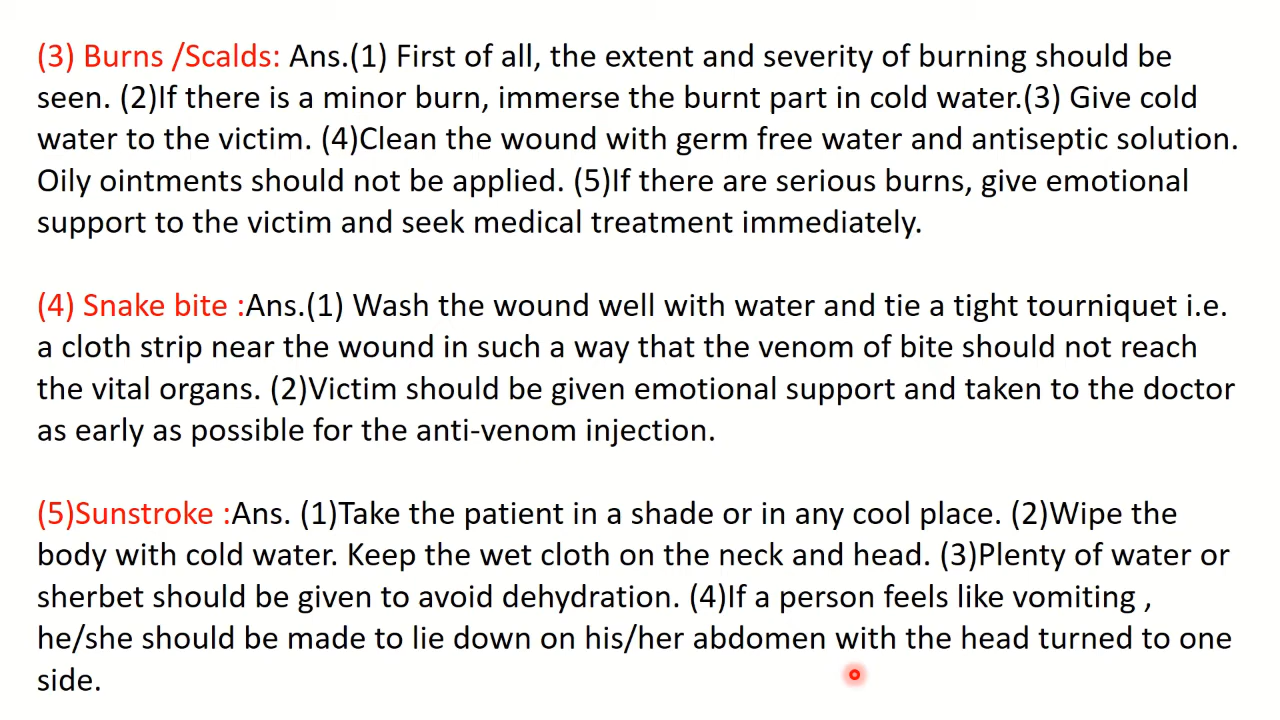 (3) Burns /Scalds: Ans.(1) First of all, the extent and severity of burning should be
seen. (2)If there is a minor burn, immerse the burnt part in cold water.(3) Give cold
water to the victim. (4)Clean the wound with germ free water and antiseptic solution.
Oily ointments should not be applied. (5)If there are serious burns, give emotional
support to the victim and seek medical treatment immediately.
(4) Snake bite :Ans.(1) Wash the wound well with water and tie a tight tourniquet i.e.
a cloth strip near the wound in such a way that the venom of bite should not reach
the vital organs. (2)Victim should be given emotional support and taken to the doctor
as early as possible for the anti-venom injection.
(5)Sunstroke :Ans. (1)Take the patient in a shade or in any cool place. (2)Wipe the
body with cold water. Keep the wet cloth on the neck and head. (3)Plenty of water or
sherbet should be given to avoid dehydration. (4)If a person feels like vomiting ,
he/she should be made to lie down on his/her abdomen with the head turned to one
side.